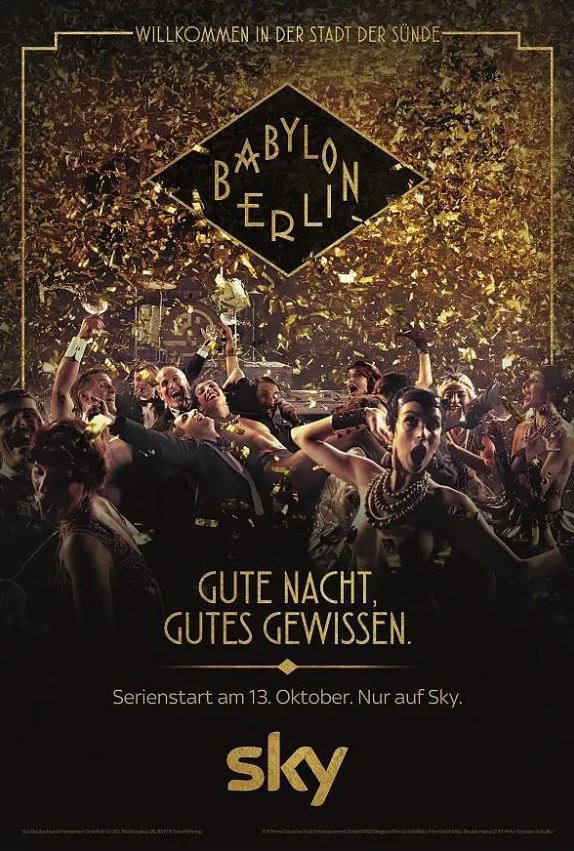 WILLKOMMEN IN DER STADT DER SÜNDE
BABYLON
BERLIN
GUTE NACHT,
GUTES GEWISSEN.
Serienstart am 13. Oktober. Nur auf Sky.
sky